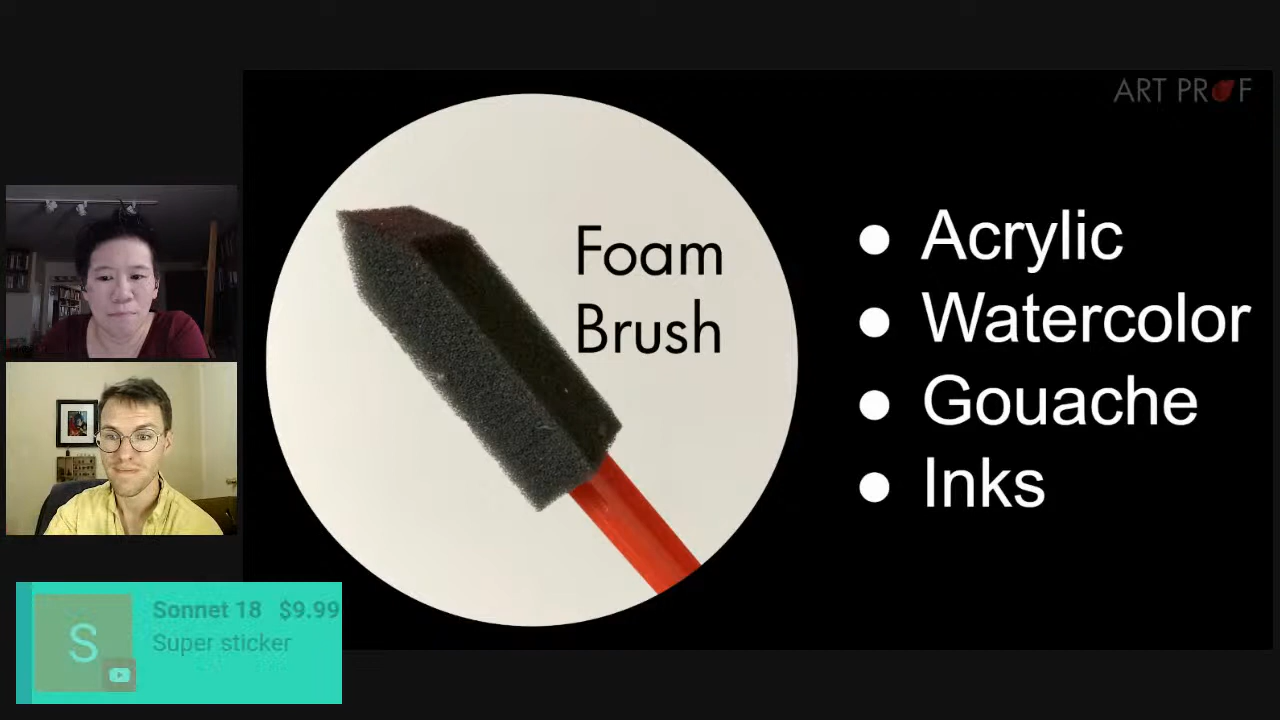 ART PROF
Foam
Brush
● Acrylic
● Watercolor
● Gouache
● Inks
S
Sonnet 18 $9.99
Super sticker